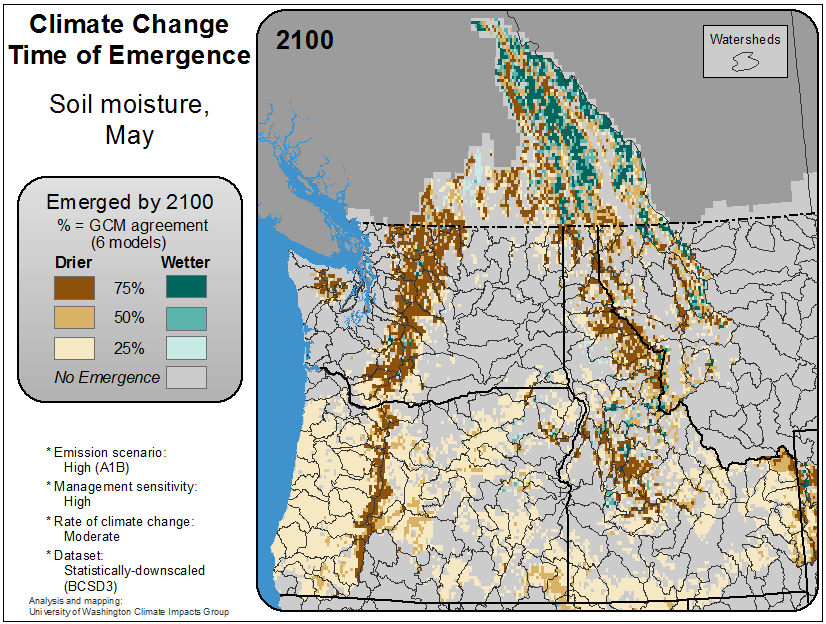 Climate Change
Time of Emergence
Soil moisture,
May
Emerged by 2100
% = GCM agreement
(6 models)
Drier Wetter
75%
50%
25%
No Emergence
* Emission scenario:
High (A1B)
* Management sensitivity:
High
* Rate of climate change:
Moderate
* Dataset:
Statistically-downscaled
(BCSD3)
Analysis and mapping:
University of Washington Climate Impacts Group
2100
Watersheds